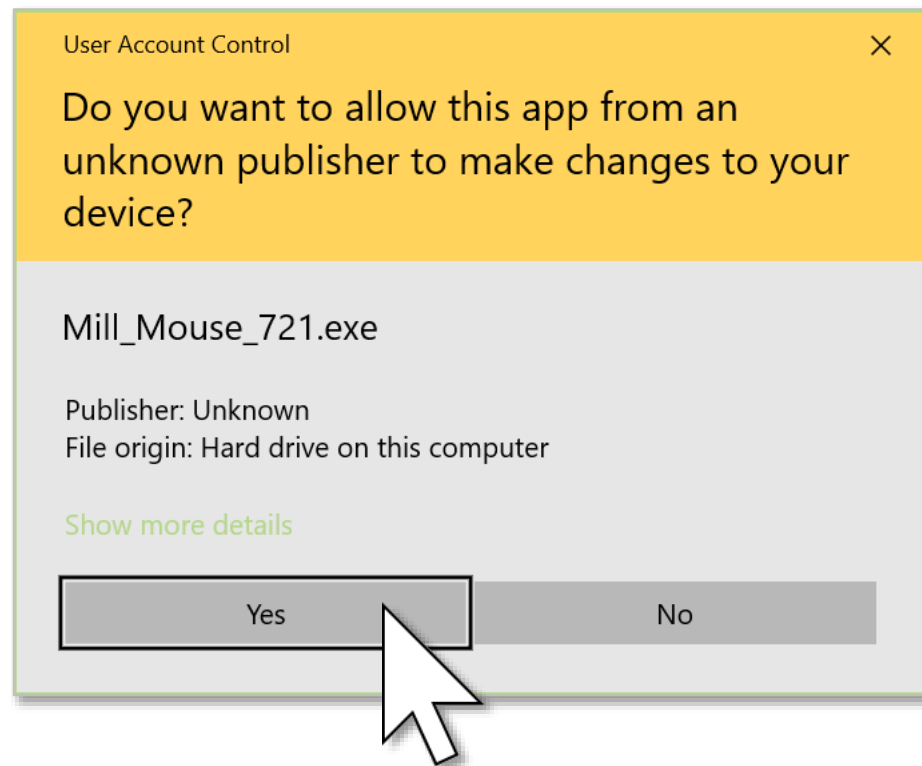 User Account Control
Do you want to allow this app from an
unknown publisher to make changes to your
device?
Mill_Mouse_721.exe
Publisher: Unknown
File origin: Hard drive on this computer
Show more details
Yes No